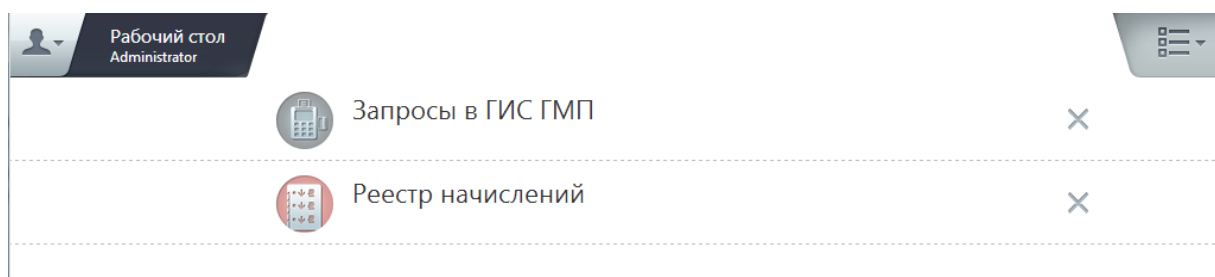 Рабочий стол
Administrator
Запросы в ГИС ГМП
Реестр начислений